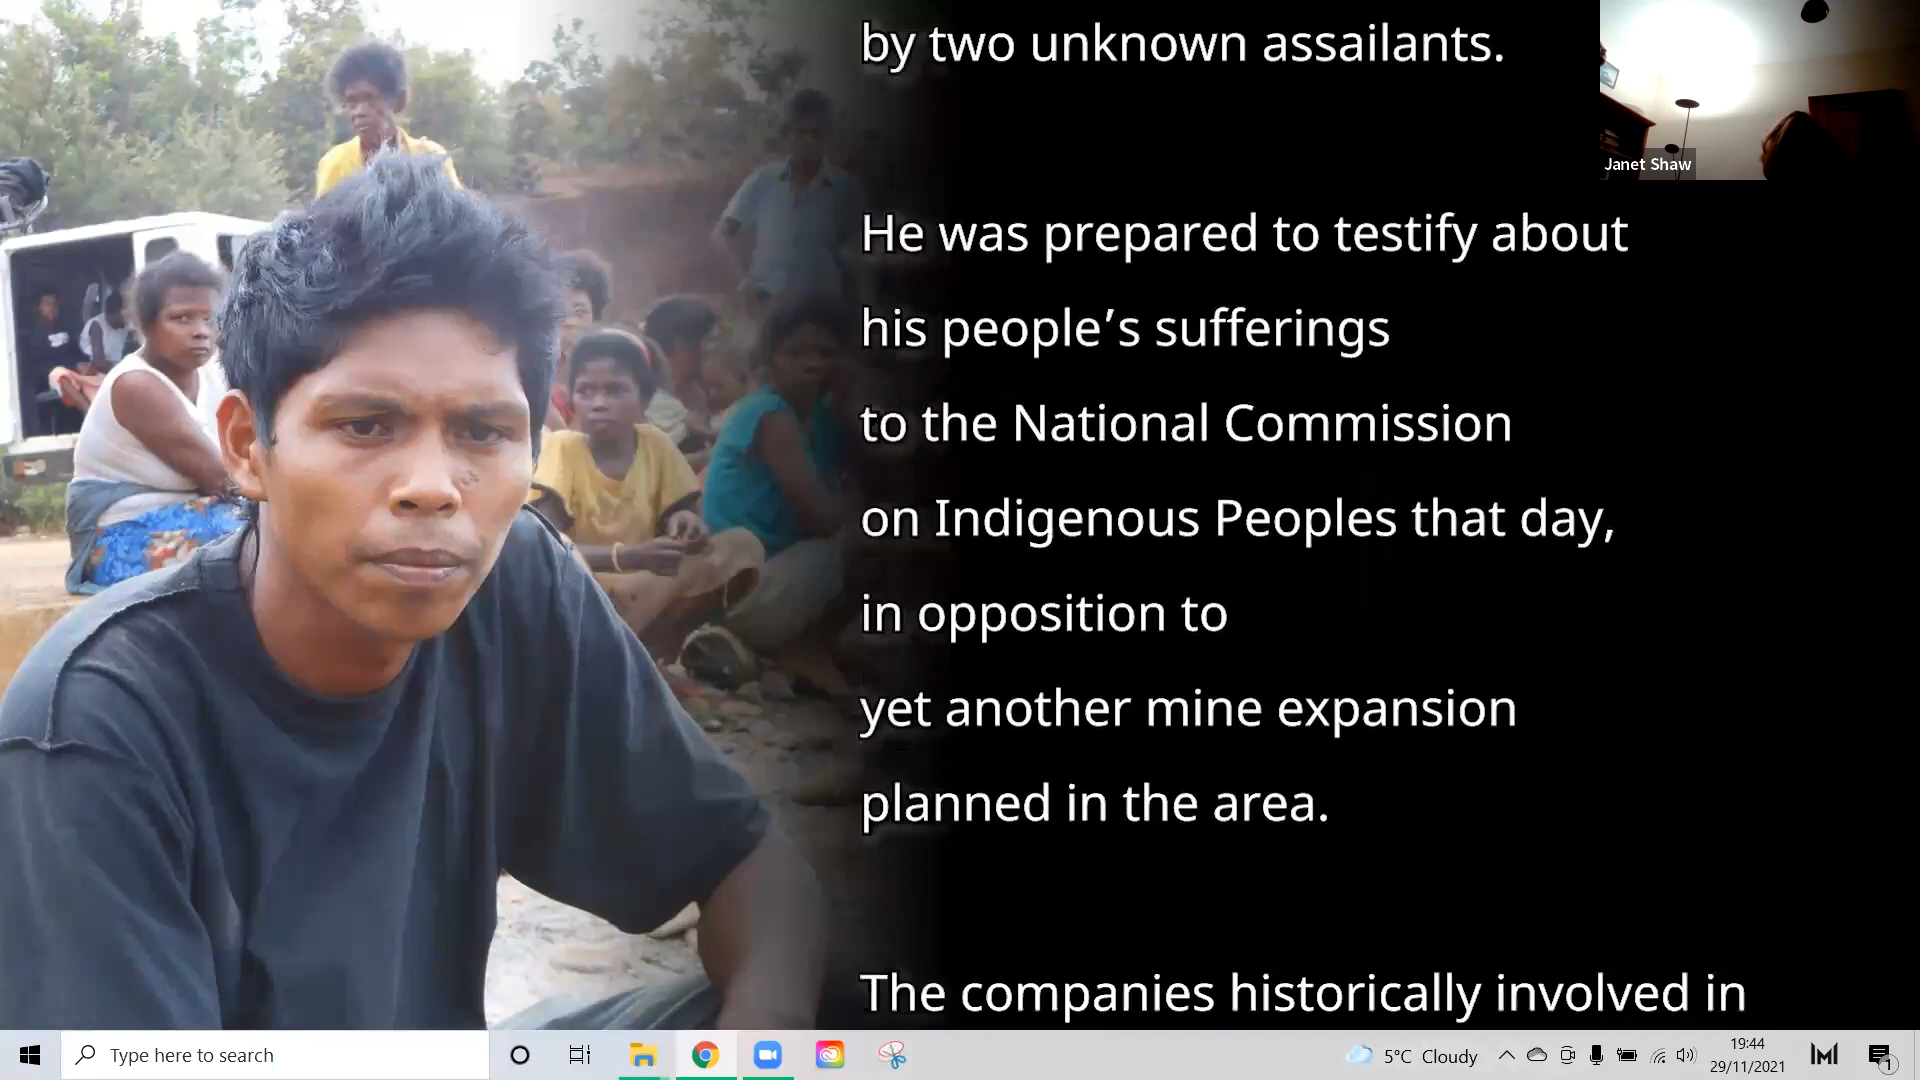 by two unknown assailants.
Janet Shaw
He was prepared to testify about
his people’s sufferings
to the National Commission
on Indigenous Peoples that day,
in opposition to
yet another mine expansion
planned in the area.
The companies historically involved in
Type here to search
5°C Cloudy
19:44
29/11/2021
1